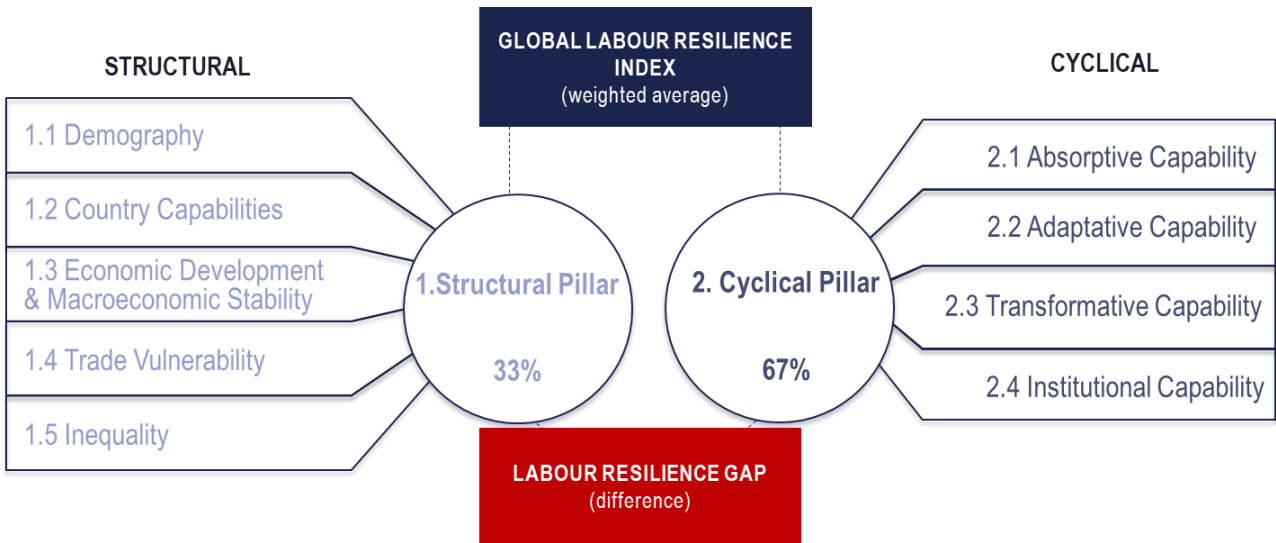 GLOBAL LABOUR RESILIENCE
INDEX
(weighted average)
STRUCTURAL
1.1 Demography
1.2 Country Capabilities
1.3 Economic Development
& Macroeconomic Stability
1.4 Trade Vulnerability
1.5 Inequality
1.Structural Pillar
33%
2. Cyclical Pillar
67%
CYCLICAL
2.1 Absorptive Capability
2.2 Adaptative Capability
2.3 Transformative Capability
2.4 Institutional Capability
LABOUR RESILIENCE GAP
(difference)